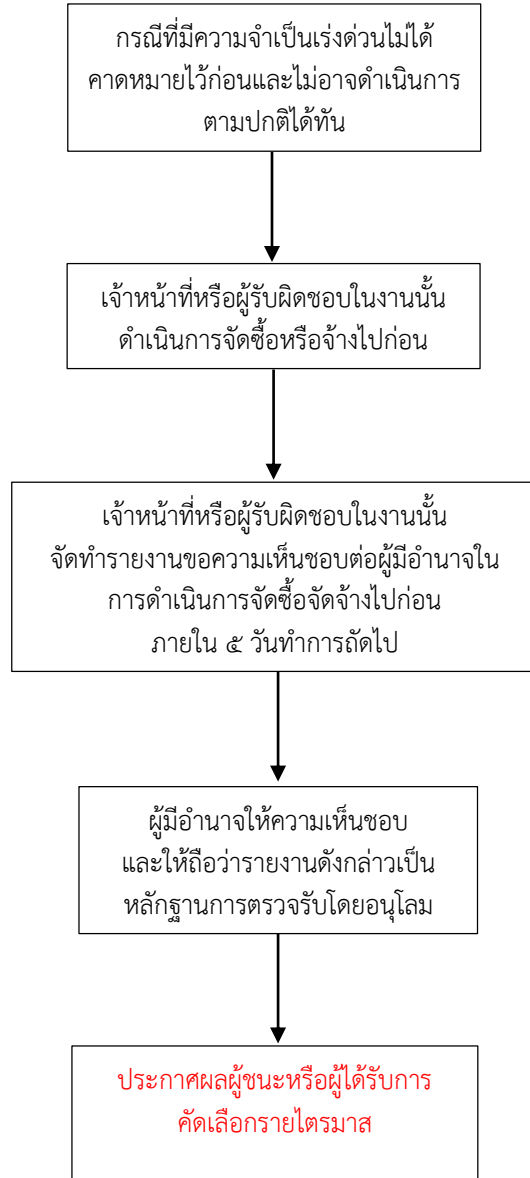 กรณีที่มีความจำเป็นเร่งด่วนไม่ได้
คาดหมายไว้ก่อนและไม่อาจดำเนินการ
ตามปกติได้ทัน
เจ้าหน้าที่หรือผู้รับผิดชอบในงานนั้น
ดำเนินการจัดซื้อหรือจ้างไปก่อน
เจ้าหน้าที่หรือผู้รับผิดชอบในงานนั้น
จัดทำรายงานขอความเห็นชอบต่อผู้มีอำนาจใน
การดำเนินการจัดซื้อจัดจ้างไปก่อน
ภายใน ๕ วันทำการถัดไป
ผู้มีอำนาจให้ความเห็นชอบ
และให้ถือว่ารายงานดังกล่าวเป็น
หลักฐานการตรวจรับโดยอนุโลม
ประกาศผลผู้ชนะหรือผู้ได้รับการ
คัดเลือกรายไตรมาส